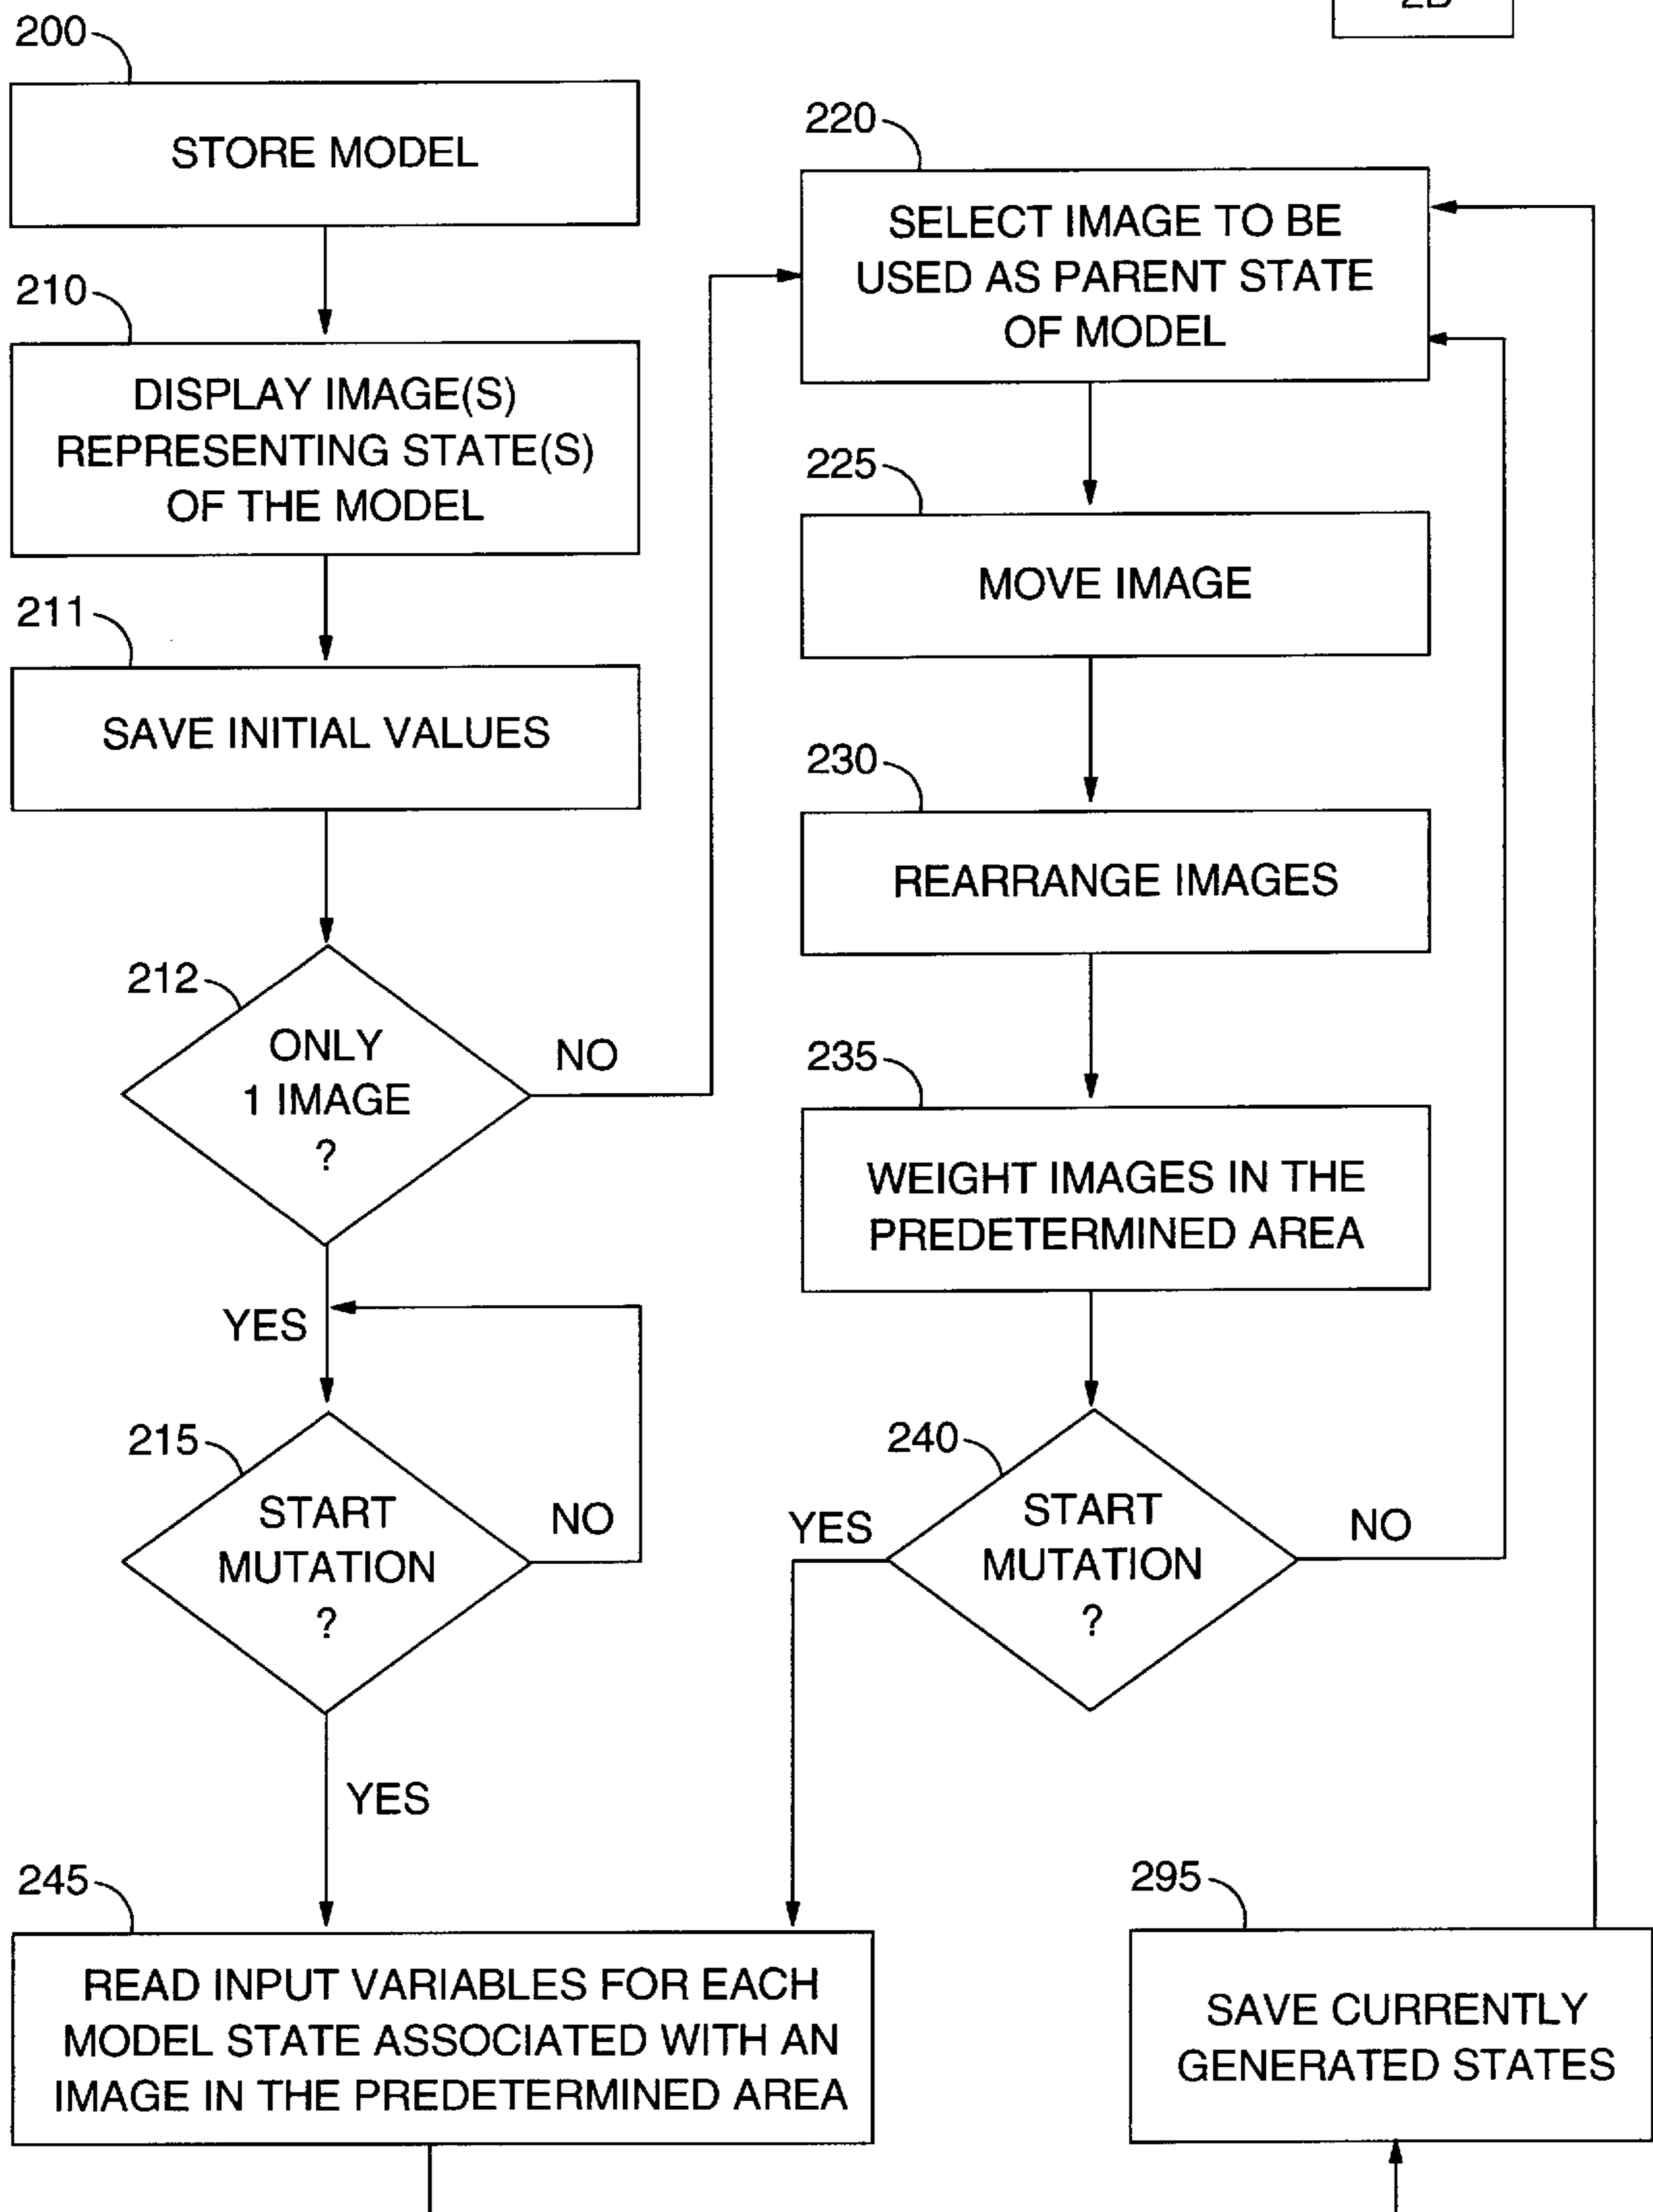 200
STORE MODEL
210
DISPLAY IMAGE(S)
REPRESENTING STATE(S)
OF THE MODEL
211
SAVE INITIAL VALUES
212
ONLY
1 IMAGE
?
NO
YES
215
START
MUTATION
?
NO
YES
220
SELECT IMAGE TO BE
USED AS PARENT STATE
OF MODEL
225
MOVE IMAGE
230
REARRANGE IMAGES
235
WEIGHT IMAGES IN THE
PREDETERMINED AREA
240
START
MUTATION
?
YES
NO
245
READ INPUT VARIABLES FOR EACH
MODEL STATE ASSOCIATED WITH AN
IMAGE IN THE PREDETERMINED AREA
295
SAVE CURRENTLY
GENERATED STATES